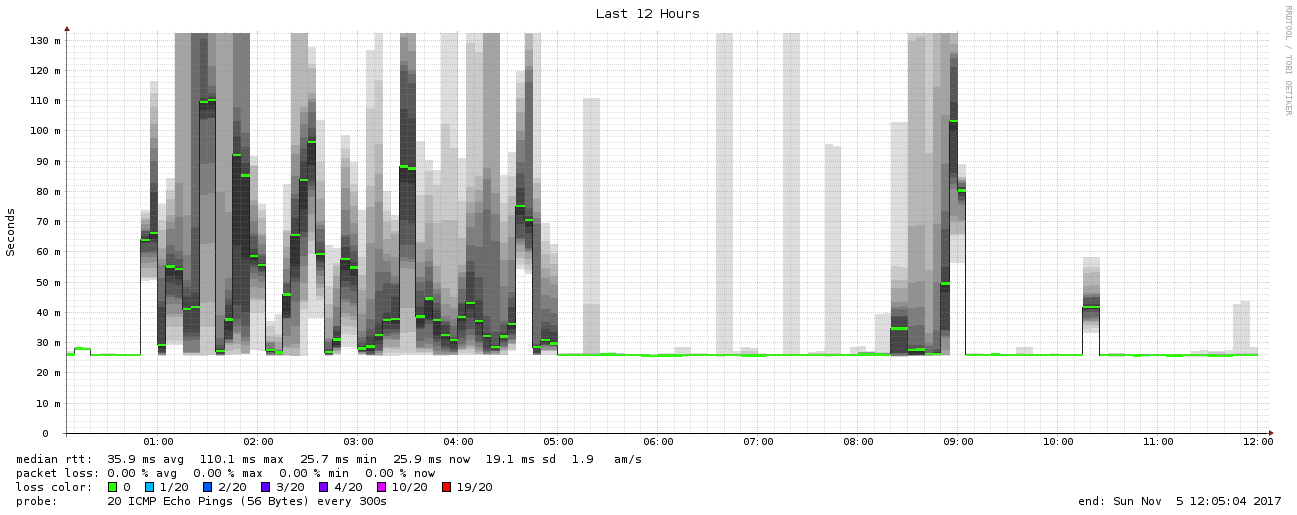 Last 12 Hours
RRDTOOL / TOBI OETIKER
Seconds
130 m
120 m
110 m
100 m
90 m
80 m
70 m
60 m
50 m
40 m
30 m
20 m
10 m
0
01:00 02:00 03:00 04:00 05:00 06:00 07:00 08:00 09:00 10:00 11:00 12:00
median rtt: 35.9 ms avg 110.1 ms max 25.7 ms min 25.9 ms now 19.1 ms sd 1.9 am/s
packet loss: 0.00 % avg 0.00 % max 0.00 % min 0.00 % now
loss color: 0 1/20 2/20 3/20 4/20 10/20 19/20
probe: 20 ICMP Echo Pings (56 Bytes) every 300s end: Sun Nov 5 12:05:04 2017